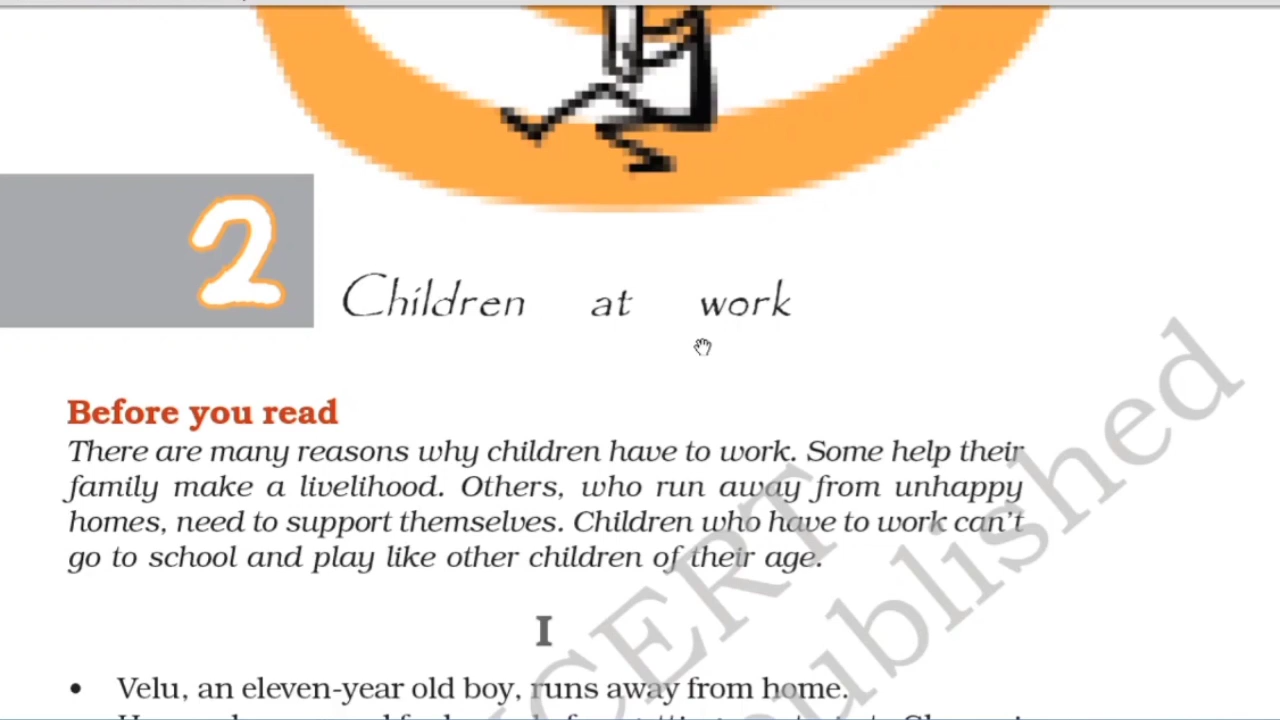 2
Children at work
Before you read
There are many reasons why children have to work. Some help their
family make a livelihood. Others, who run away from unhappy
homes, need to support themselves. Children who have to work can't
go to school and play like other children of their age.
I
• Velu, an eleven-year old boy, runs away from home.
NCERT
published